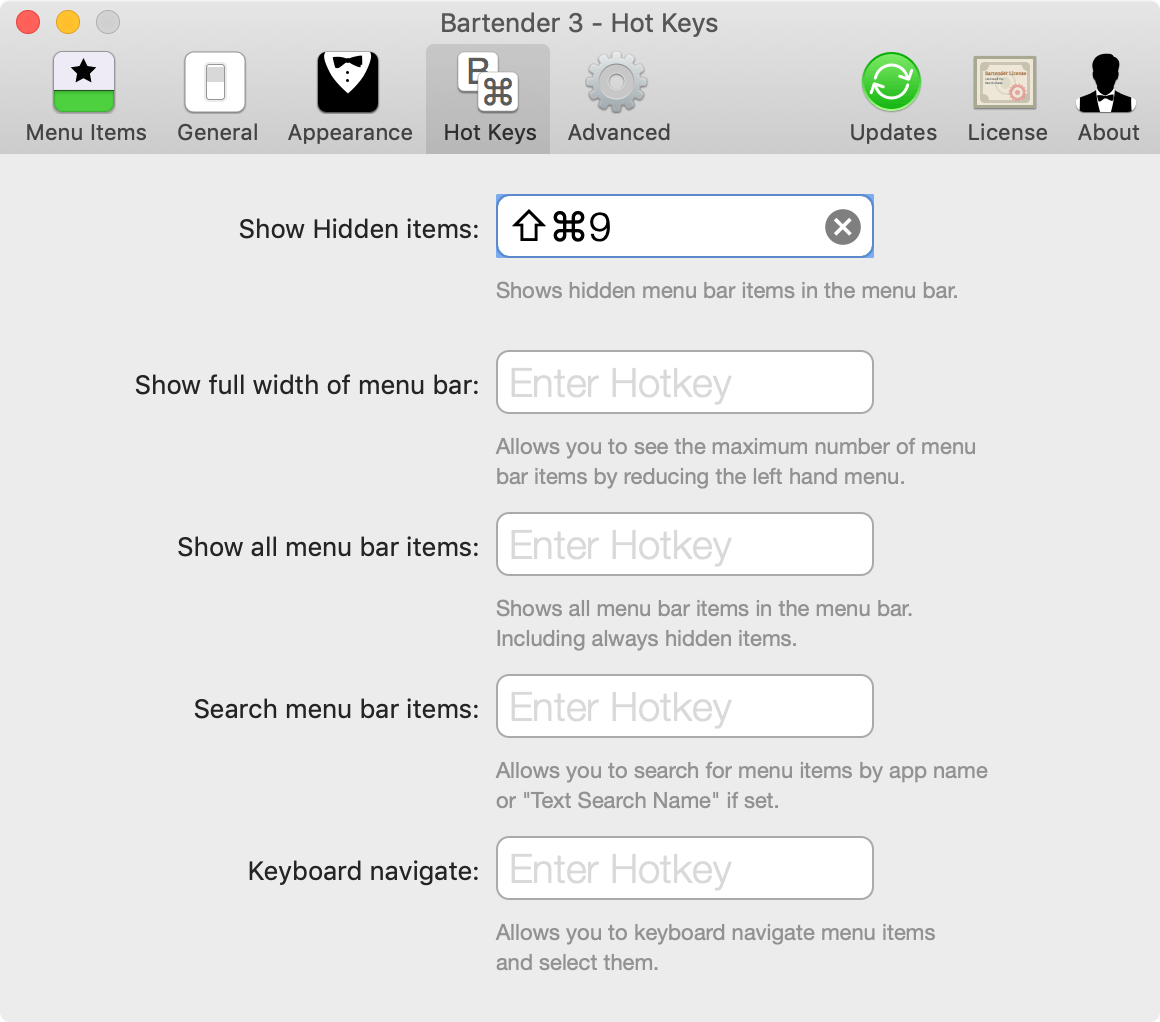 Bartender 3 - Hot Keys
B
⌘
Bartender License
Menu Items
General
Appearance
Hot Keys
Advanced
Updates
License
About
Show Hidden items:
⇧⌘9
Shows hidden menu bar items in the menu bar.
Show full width of menu bar:
Enter Hotkey
Allows you to see the maximum number of menu
bar items by reducing the left hand menu.
Show all menu bar items:
Enter Hotkey
Shows all menu bar items in the menu bar.
Including always hidden items.
Search menu bar items:
Enter Hotkey
Allows you to search for menu items by app name
or "Text Search Name" if set.
Keyboard navigate:
Enter Hotkey
Allows you to keyboard navigate menu items
and select them.